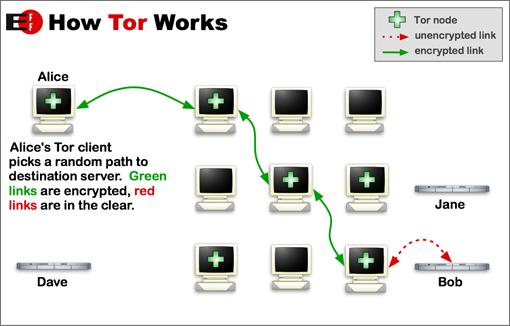 EFF How Tor Works
Tor node
unencrypted link
encrypted link
Alice
Alice's Tor client
picks a random path to
destination server. Green
links are encrypted, red
links are in the clear.
Jane
Dave
Bob